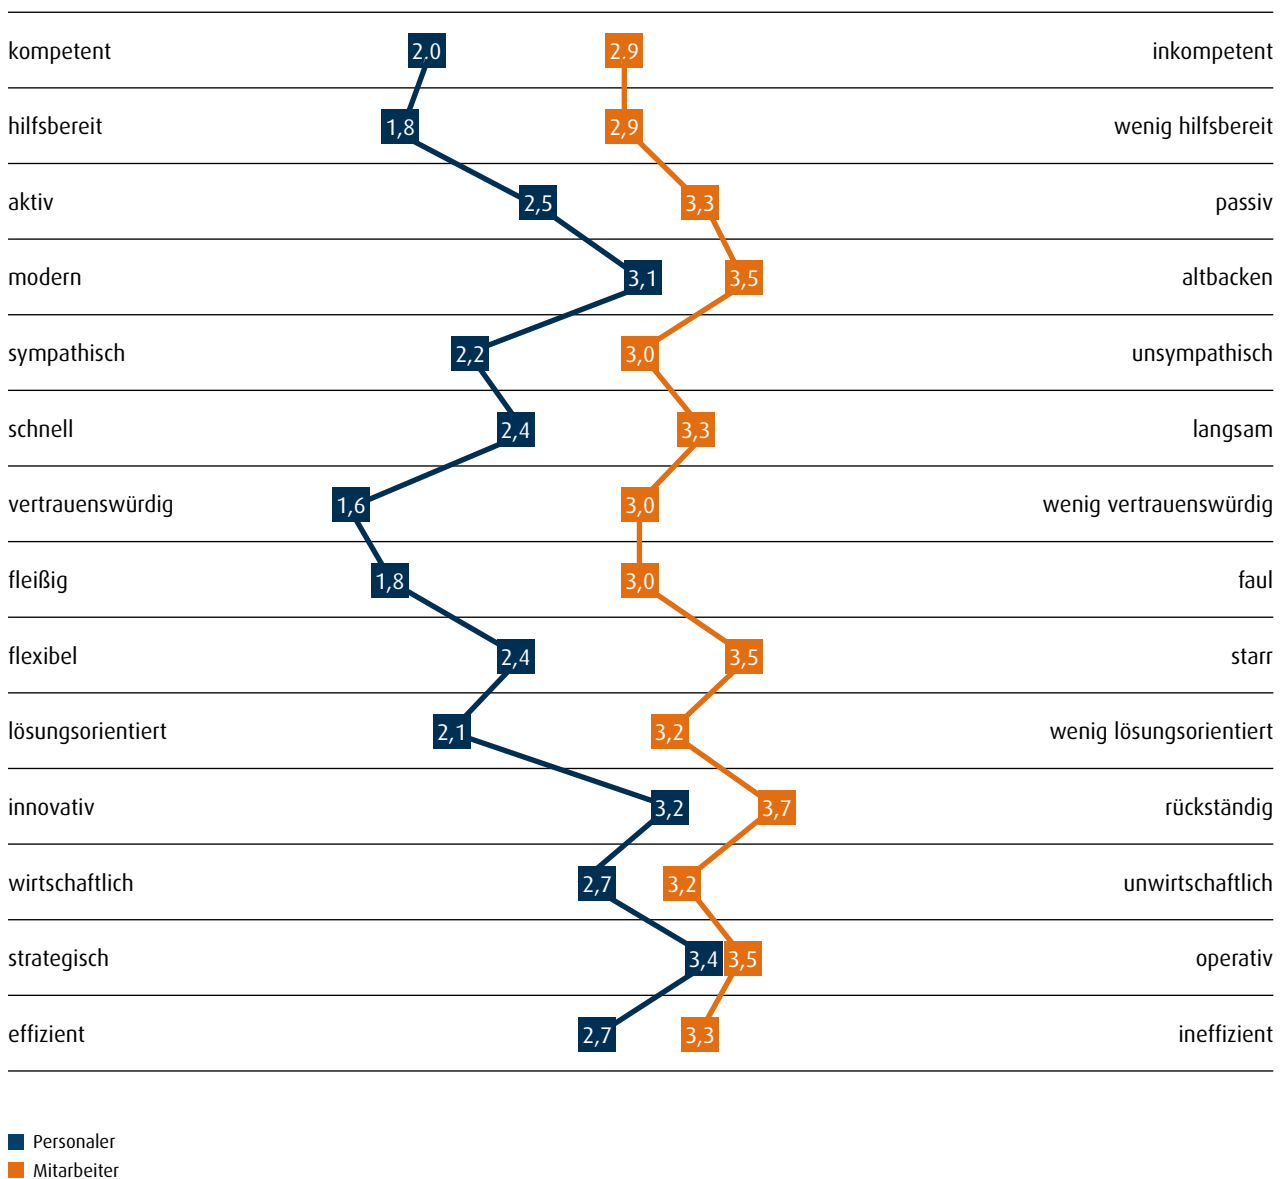 kompetent 2,0 2,9 inkompetent
hilfsbereit 1,8 2,9 wenig hilfsbereit
aktiv 2,5 3,3 passiv
modern 3,1 3,5 altbacken
sympathisch 2,2 3,0 unsympathisch
schnell 2,4 3,3 langsam
vertrauenswürdig 1,6 3,0 wenig vertrauenswürdig
fleißig 1,8 3,0 faul
flexibel 2,4 3,5 starr
lösungsorientiert 2,1 3,2 wenig lösungsorientiert
innovativ 3,2 3,7 rückständig
wirtschaftlich 2,7 3,2 unwirtschaftlich
strategisch 3,4 3,5 operativ
effizient 2,7 3,3 ineffizient
Personaler
Mitarbeiter